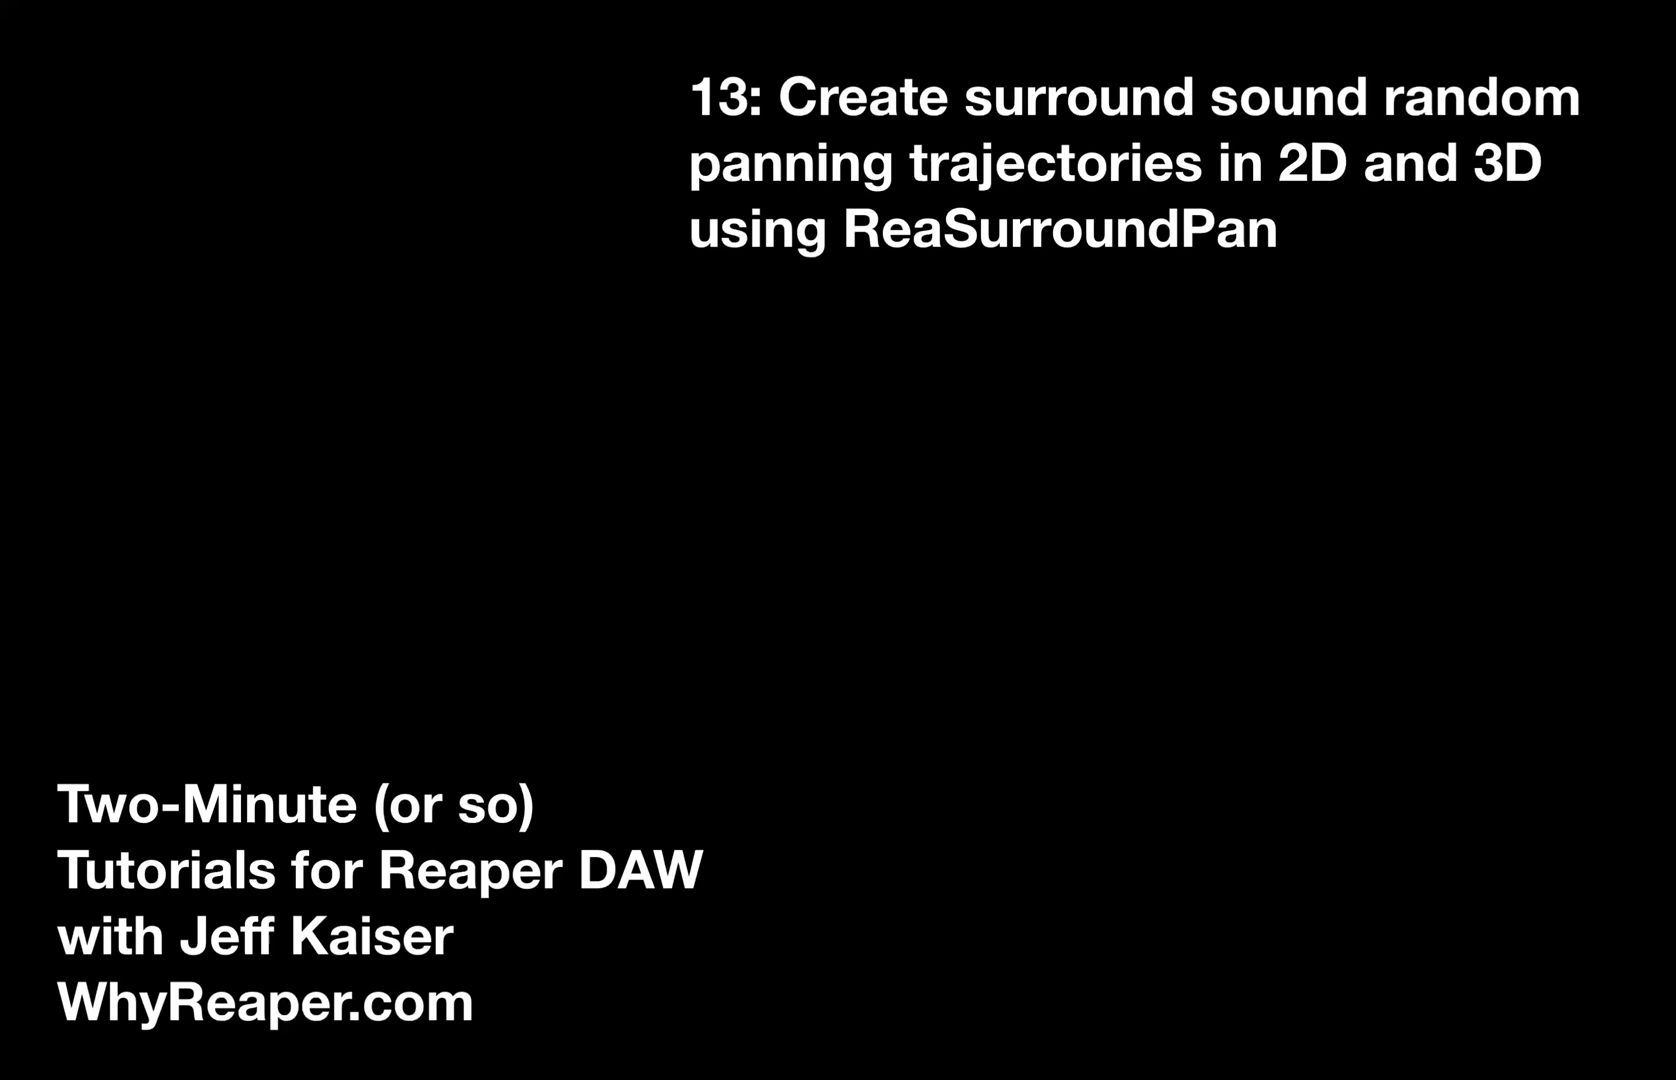 13: Create surround sound random
panning trajectories in 2D and 3D
using ReaSurroundPan
Two-Minute (or so)
Tutorials for Reaper DAW
with Jeff Kaiser
WhyReaper.com